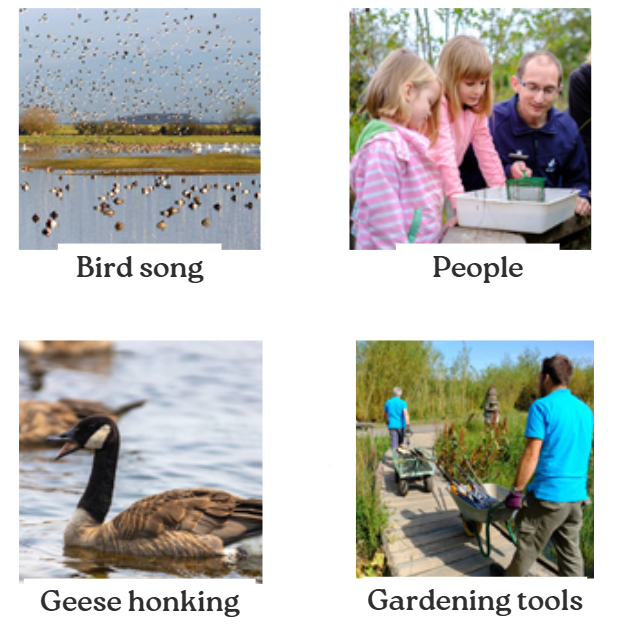 Bird song
People
Geese honking
Gardening tools